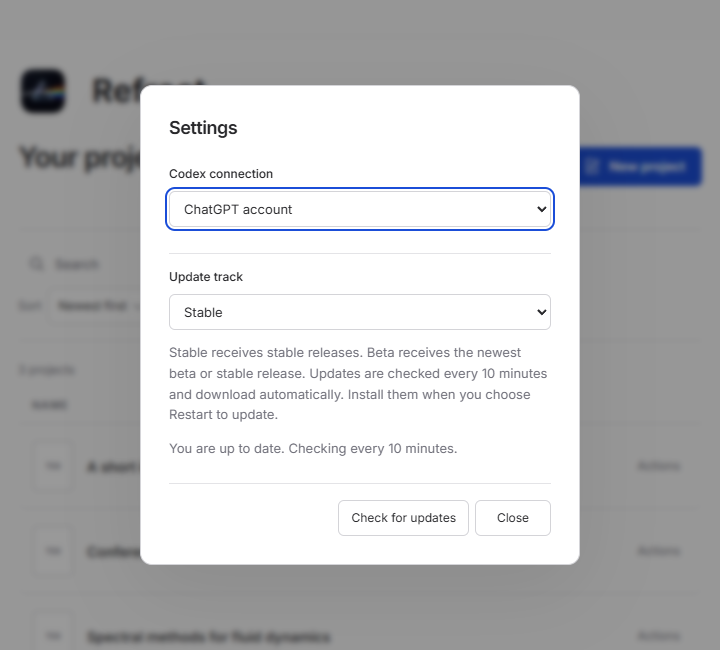 Settings
Codex connection
ChatGPT account
Update track
Stable
Stable receives stable releases. Beta receives the newest
beta or stable release. Updates are checked every 10 minutes
and download automatically. Install them when you choose
Restart to update.
You are up to date. Checking every 10 minutes.
Check for updates
Close
Your
New project
Search
Sort
Newest first
3 projects
NAME
A short
Actions
Actions
Spectral methods for fluid dynamics